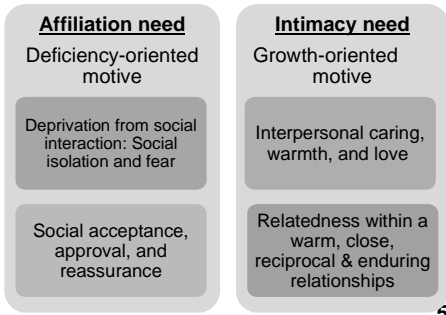 Affiliation need
Deficiency-oriented
motive
Deprivation from social
interaction: Social
isolation and fear
Social acceptance,
approval, and
reassurance
Intimacy need
Growth-oriented
motive
Interpersonal caring,
warmth, and love
Relatedness within a
warm, close,
reciprocal & enduring
relationships